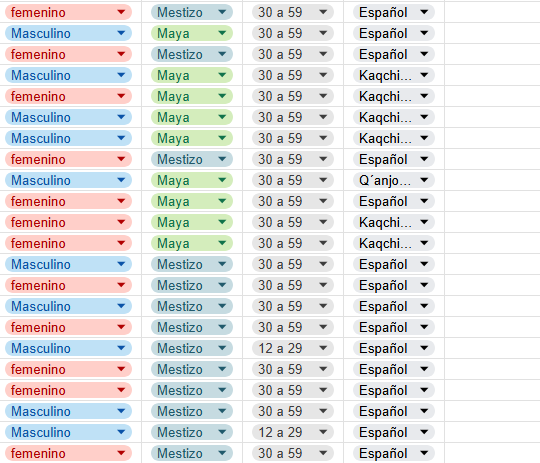 femenino Mestizo 30 a 59 Español
Masculino Maya 30 a 59 Español
femenino Mestizo 30 a 59 Español
Masculino Maya 30 a 59 Kaqchi...
femenino Maya 30 a 59 Kaqchi...
Masculino Maya 30 a 59 Kaqchi...
Masculino Maya 30 a 59 Kaqchi...
femenino Mestizo 30 a 59 Español
Masculino Maya 30 a 59 Q´anjo...
femenino Maya 30 a 59 Español
femenino Maya 30 a 59 Kaqchi...
femenino Maya 30 a 59 Kaqchi...
Masculino Mestizo 30 a 59 Español
femenino Mestizo 30 a 59 Español
Masculino Mestizo 30 a 59 Español
femenino Mestizo 30 a 59 Español
Masculino Mestizo 12 a 29 Español
femenino Mestizo 30 a 59 Español
femenino Mestizo 30 a 59 Español
Masculino Mestizo 30 a 59 Español
Masculino Mestizo 12 a 29 Español
femenino Mestizo 30 a 59 Español